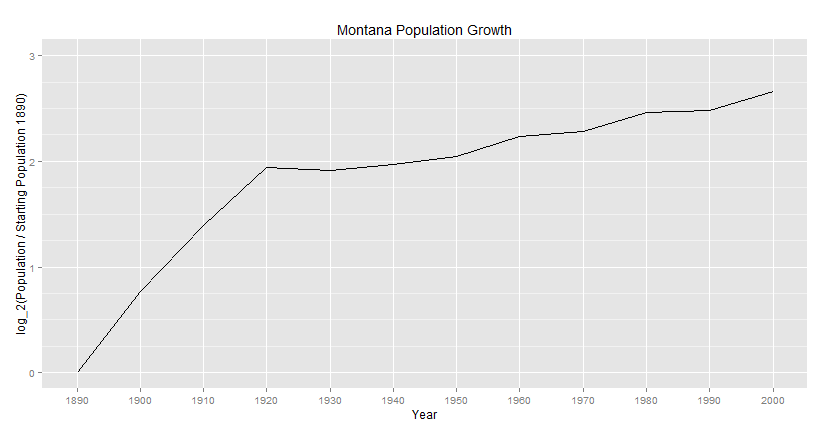 Montana Population Growth
log_2(Population / Starting Population 1890)
3
2
1
0
1890 1900 1910 1920 1930 1940 1950 1960 1970 1980 1990 2000
Year